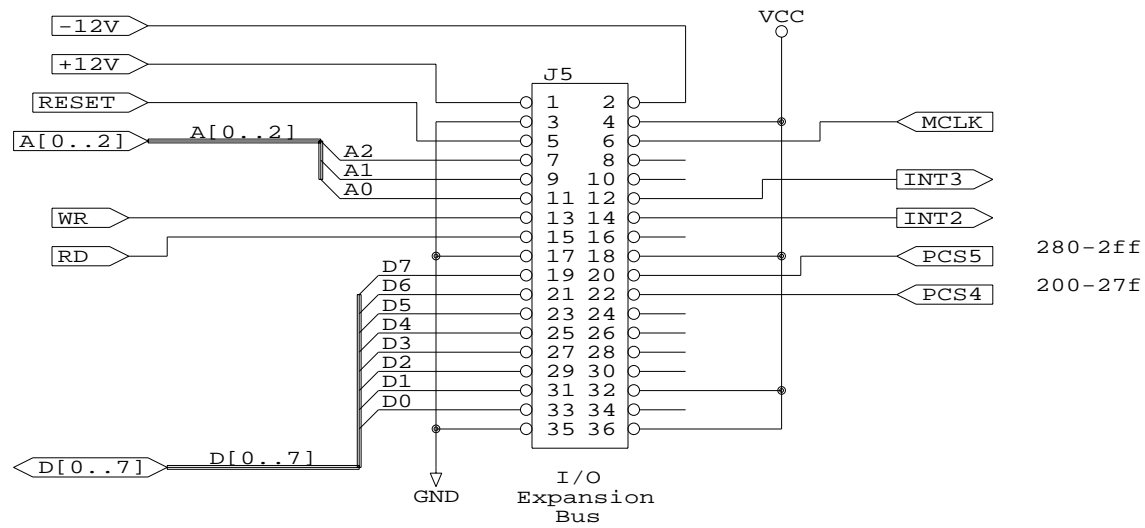 -12V
VCC
+12V
J5
RESET
1 2
3 4
MCLK
A[0..2] A[0..2]
5 6
A2 7 8
A1 9 10
INT3
A0 11 12
WR 13 14 INT2
15 16
RD 17 18 PCS5 280-2ff
D7 19 20
D6 21 22 PCS4 200-27f
D5 23 24
D4 25 26
D3 27 28
D2 29 30
D1 31 32
D0 33 34
35 36
D[0..7] D[0..7]
GND
I/O
Expansion
Bus